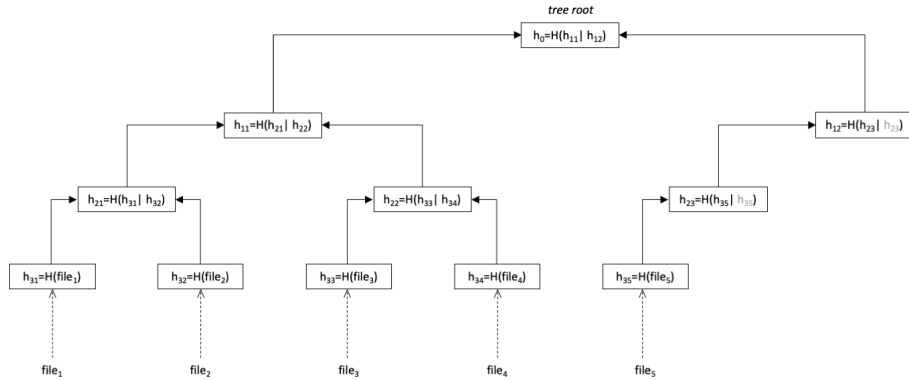 tree root
h₀=H(h₁₁| h₁₂)
h₁₁=H(h₂₁| h₂₂)
h₁₂=H(h₂₃| h₂₃)
h₂₁=H(h₃₁| h₃₂)
h₂₂=H(h₃₃| h₃₄)
h₂₃=H(h₃₅| h₃₅)
h₃₁=H(file₁)
h₃₂=H(file₂)
h₃₃=H(file₃)
h₃₄=H(file₄)
h₃₅=H(file₅)
file₁
file₂
file₃
file₄
file₅